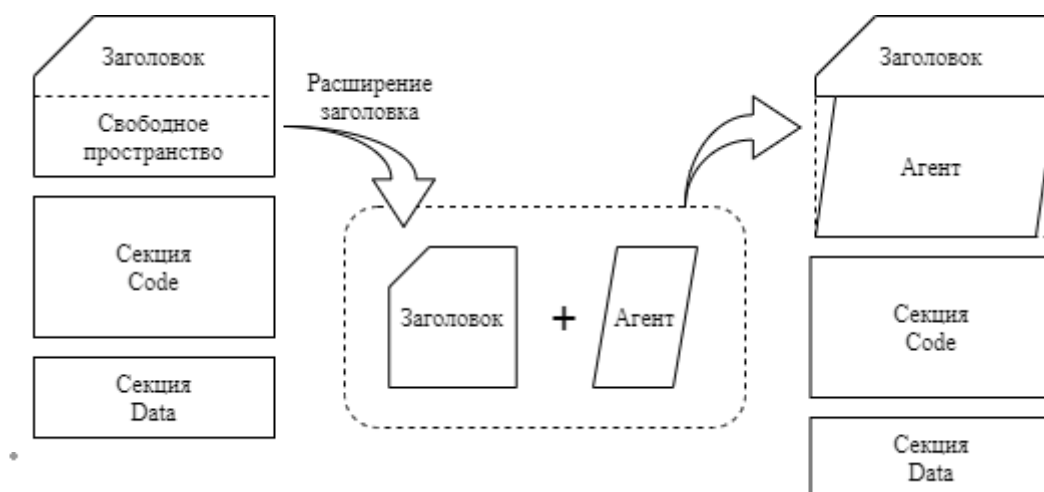 Заголовок
Свободное
пространство
Секция
Code
Секция
Data
Расширение
заголовка
Заголовок
+
Агент
Заголовок
Агент
Секция
Code
Секция
Data